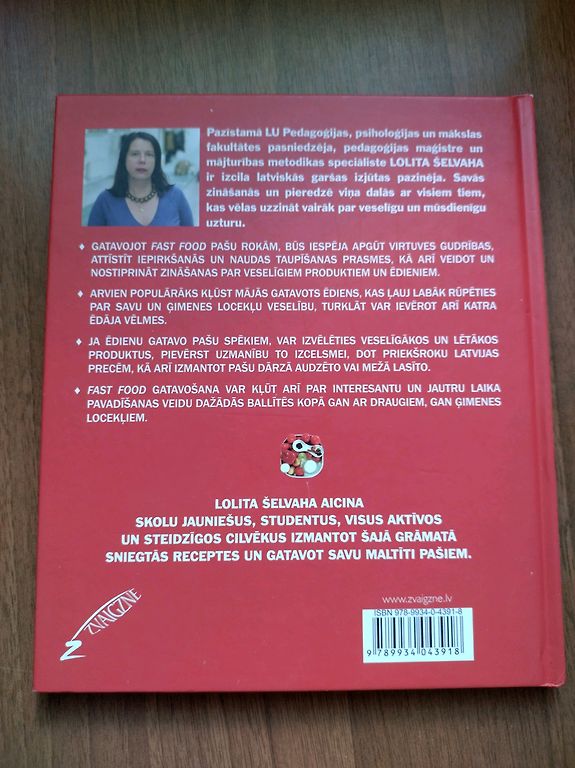 Pazīstamā LU Pedagoģijas, psiholoģijas un mākslas
fakultātes pasniedzēja, pedagoģijas maģistre un
mājturības metodikas speciāliste LOLITA ŠELVAHA
ir izcila latviskās garšas izjūtas pazinēja. Savās
zināšanās un pieredzē viņa dalās ar visiem tiem,
kas vēlas uzzināt vairāk par veselīgu un mūsdienīgu
uzturu.
♦ GATAVOJOT FAST FOOD PAŠU ROKĀM, BŪS IESPĒJA APGŪT VIRTUVES GUDRĪBAS,
ATTĪSTĪT IEPIRKŠANĀS UN NAUDAS TAUPĪŠANAS PRASMES, KĀ ARĪ VEIDOT UN
NOSTIPRINĀT ZINĀŠANAS PAR VESELĪGIEM PRODUKTIEM UN ĒDIENIEM.
♦ ARVIEN POPULĀRĀKS KĻŪST MĀJĀS GATAVOTS ĒDIENS, KAS ĻAUJ LABĀK RŪPĒTIES
PAR SAVU UN ĢIMENES LOCEKĻU VESELĪBU, TURKLĀT VAR IEVĒROT ARĪ KATRA
ĒDĀJA VĒLMES.
♦ JA ĒDIENU GATAVO PAŠU SPĒKIEM, VAR IZVĒLĒTIES VESELĪGĀKOS UN LĒTĀKOS
PRODUKTUS, PIEVĒRST UZMANĪBU TO IZCELSMEI, DOT PRIEKŠROKU LATVIJAS
PRECĒM, KĀ ARĪ IZMANTOT PAŠU DĀRZĀ AUDZĒTO VAI MEŽĀ LASĪTO.
♦ FAST FOOD GATAVOŠANA VAR KĻŪT ARĪ PAR INTERESANTU UN JAUTRU LAIKA
PAVADĪŠANAS VEIDU DAŽĀDĀS BALLĪTĒS KOPĀ GAN AR DRAUGIEM, GAN ĢIMENES
LOCEKĻIEM.
LOLITA ŠELVAHA AICINA
SKOLU JAUNIEŠUS, STUDENTUS, VISUS AKTĪVOS
UN STEIDZĪGOS CILVĒKUS IZMANTOT ŠAJĀ GRĀMATĀ
SNIEGTĀS RECEPTES UN GATAVOT SAVU MALTĪTI PAŠIEM.
Z ZVAIGZNE
www.zvaigzne.lv
ISBN 978-9934-0-4391-8
9 789934 043918